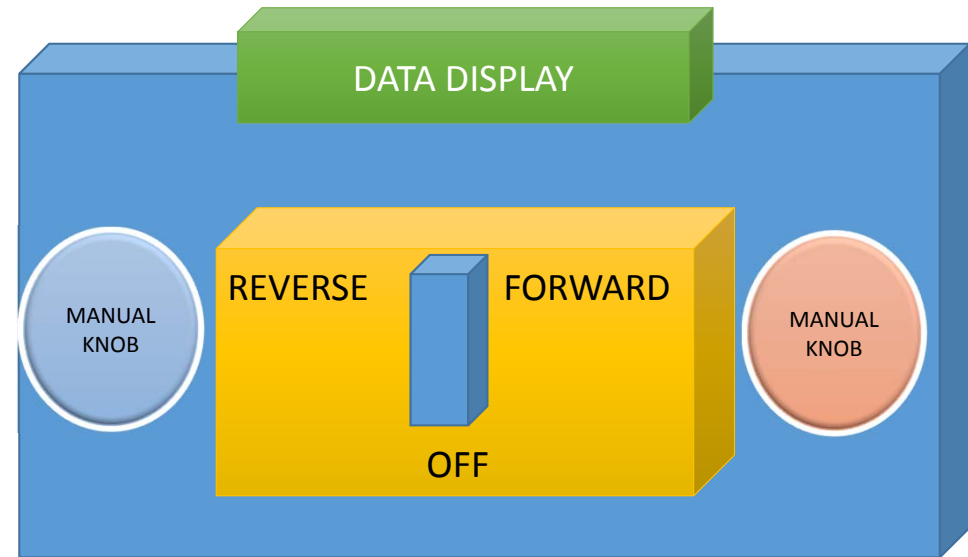 DATA DISPLAY
REVERSE
FORWARD
MANUAL
KNOB
MANUAL
KNOB
OFF